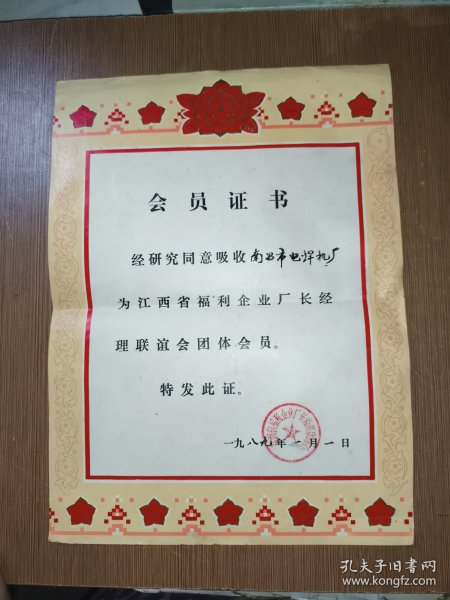 会员证书
经研究同意吸收南昌市电焊机厂
为江西省福利企业厂长经
理联谊会团体会员。
特发此证。
一九八九年一月一日
孔夫子旧书网
www.kongfz.com